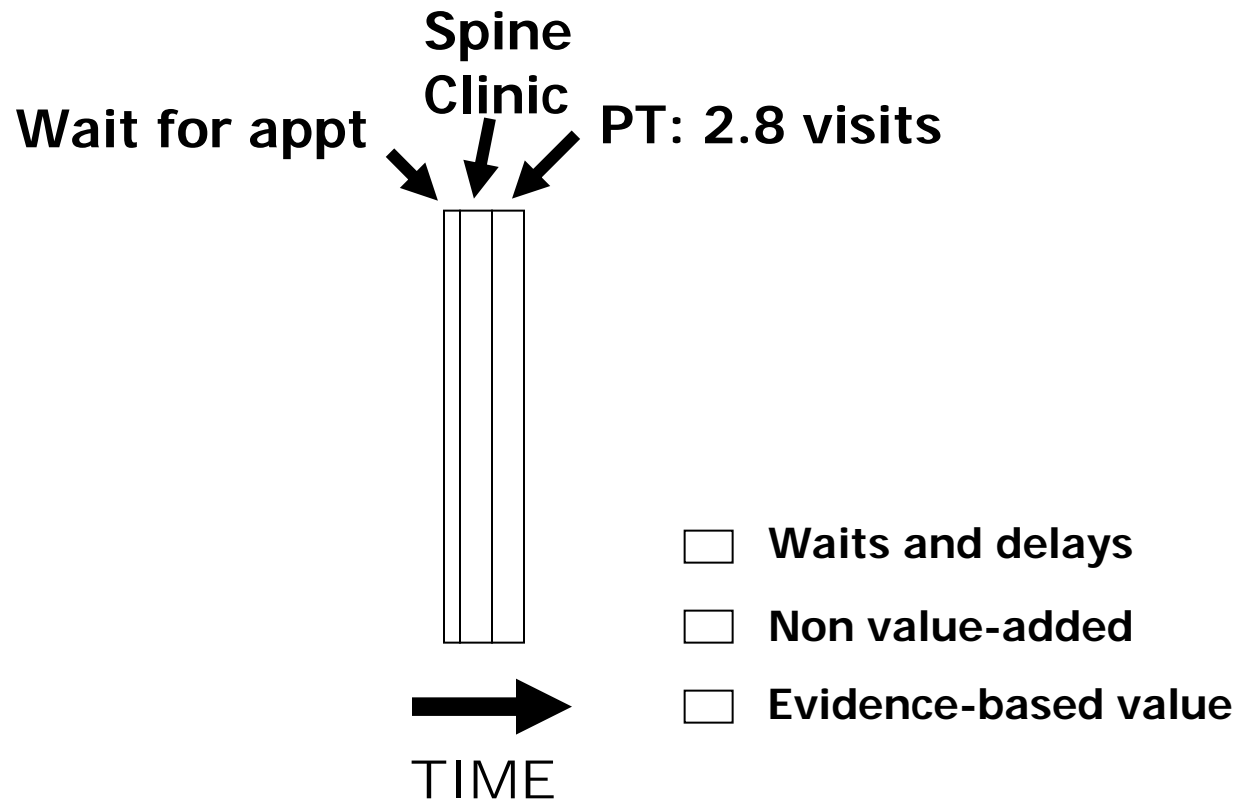 Spine
Clinic
Wait for appt
PT: 2.8 visits
Waits and delays
Non value-added
Evidence-based value
TIME